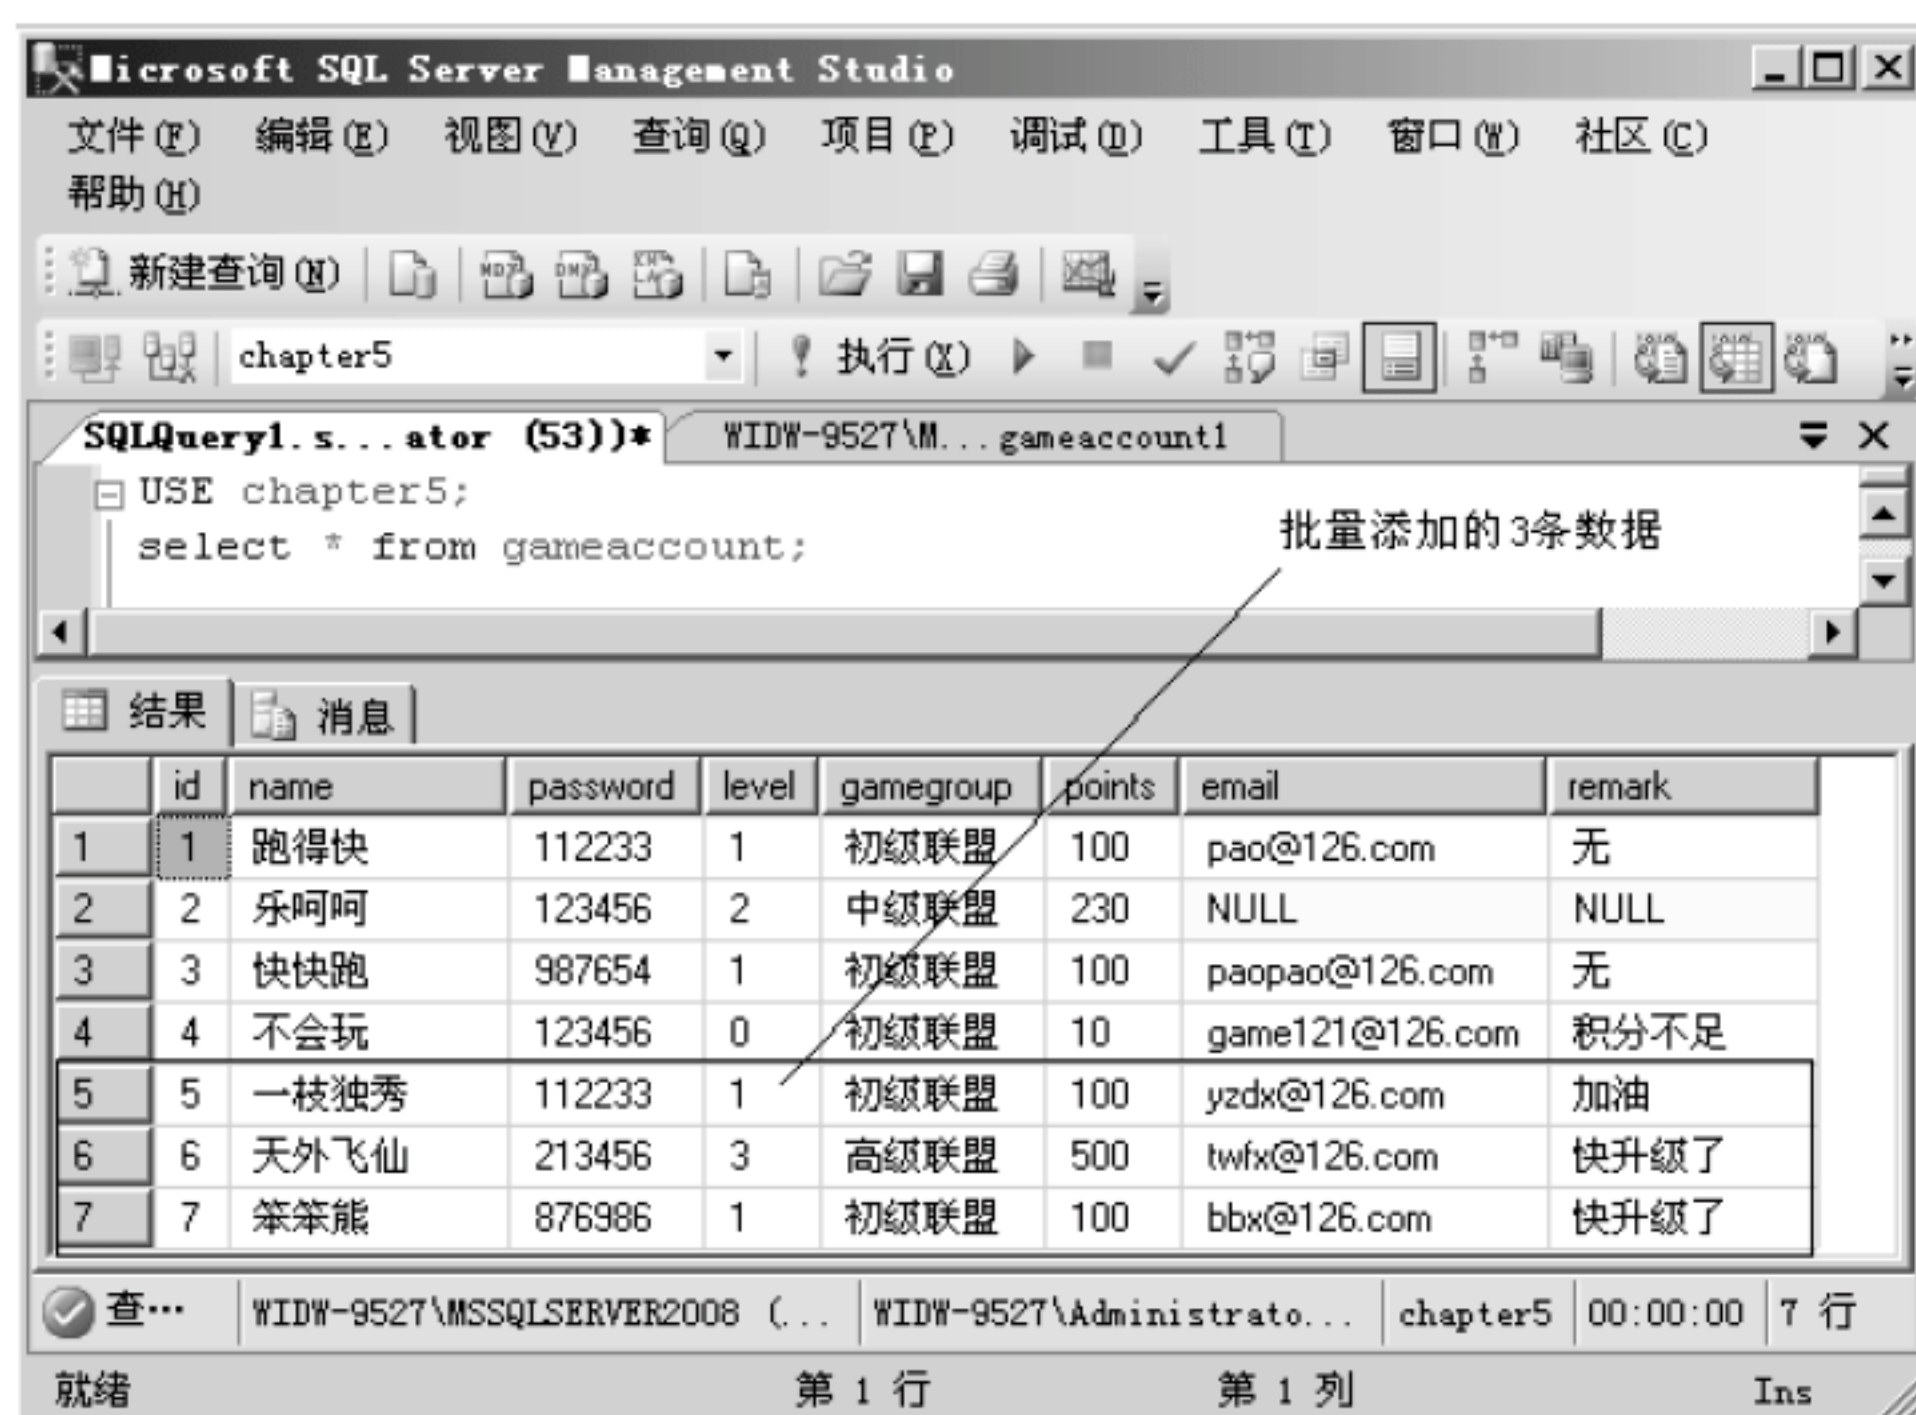 Microsoft SQL Server Management Studio
文件(F) 编辑(E) 视图(V) 查询(Q) 项目(P) 调试(D) 工具(T) 窗口(W) 社区(C)
帮助(H)
新建查询(N)
chapter5 执行(X)
SQLQuery1.s...ator (53))* WIDW-9527\M...gameaccount1
USE chapter5;
select * from gameaccount;
批量添加的3条数据
结果 消息
id name password level gamegroup points email remark
1 1 跑得快 112233 1 初级联盟 100 pao@126.com 无
2 2 乐呵呵 123456 2 中级联盟 230 NULL NULL
3 3 快快跑 987654 1 初级联盟 100 paopao@126.com 无
4 4 不会玩 123456 0 初级联盟 10 game121@126.com 积分不足
5 5 一枝独秀 112233 1 初级联盟 100 yzdx@126.com 加油
6 6 天外飞仙 213456 3 高级联盟 500 twfx@126.com 快升级了
7 7 笨笨熊 876986 1 初级联盟 100 bbx@126.com 快升级了
查… WIDW-9527\MSSQLSERVER2008 (... WIDW-9527\Administrato... chapter5 00:00:00 7 行
就绪 第 1 行 第 1 列 Ins